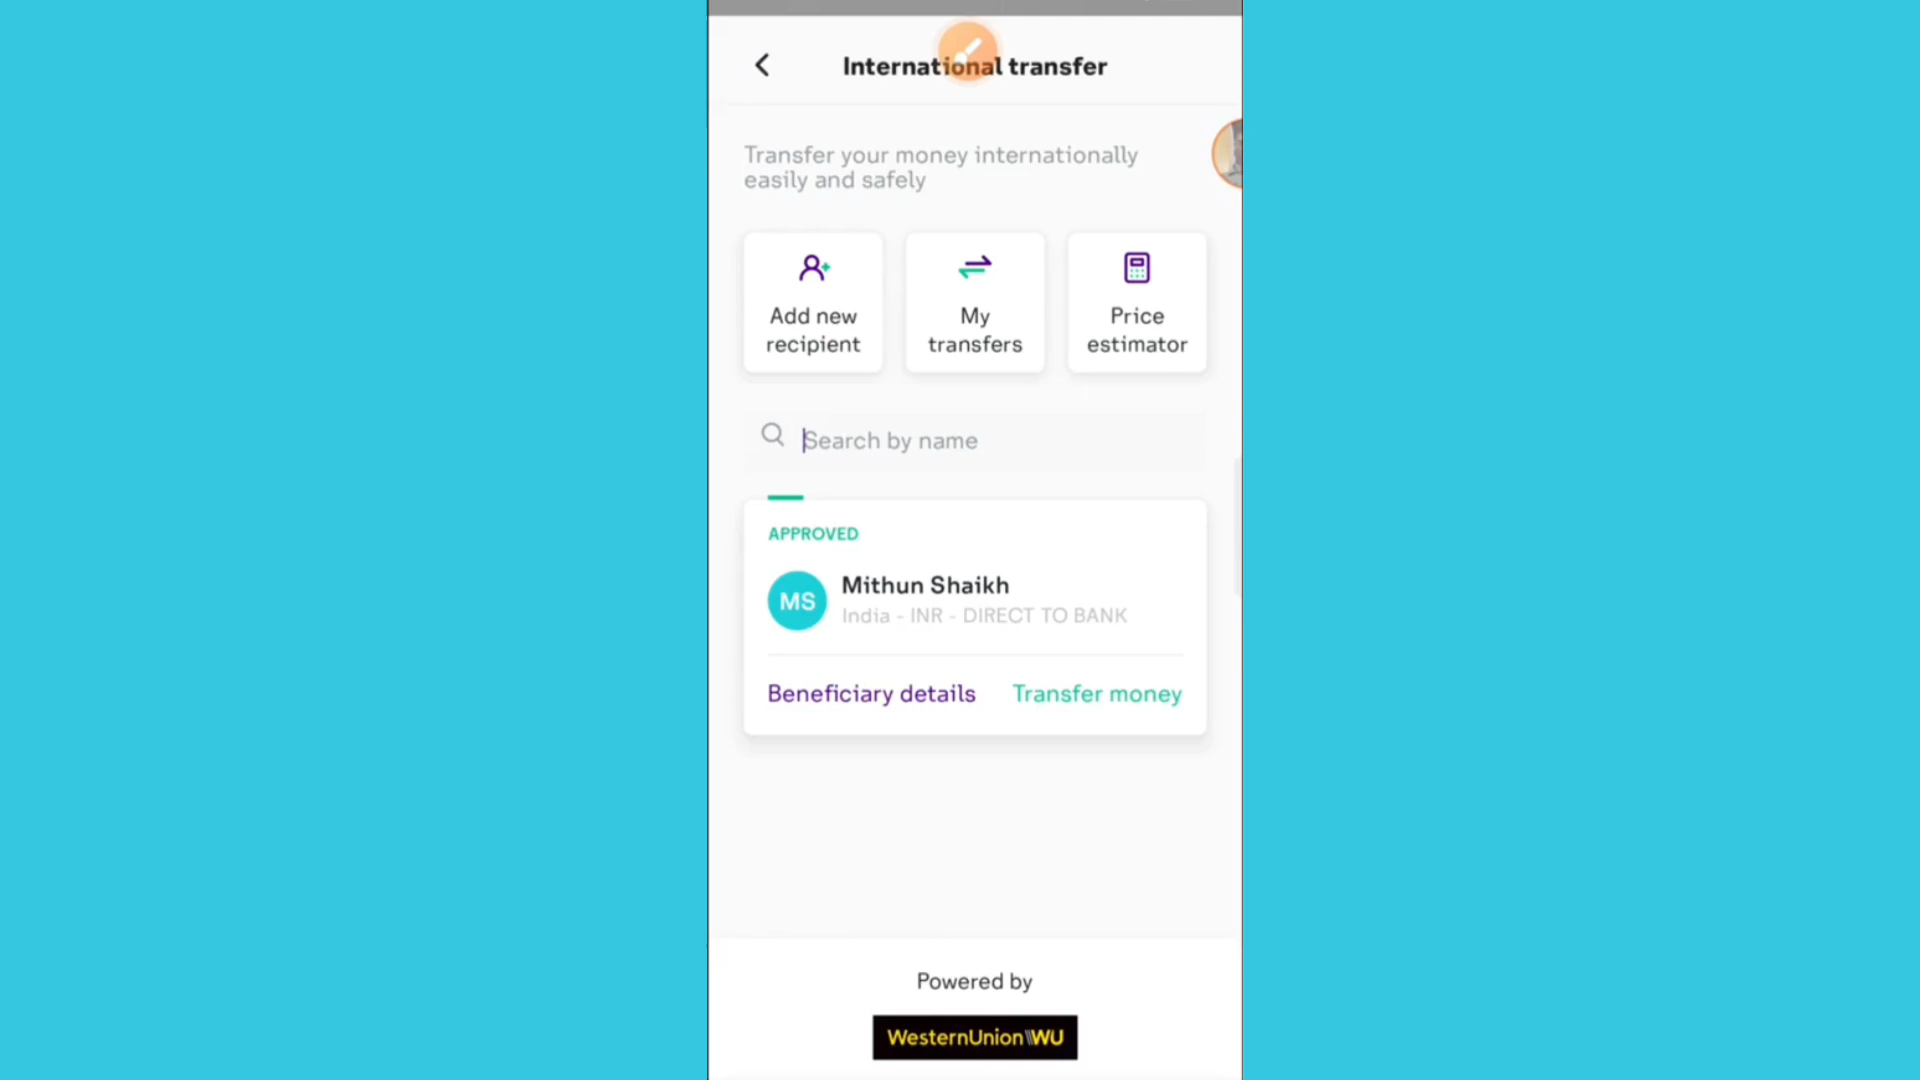 International transfer
Transfer your money internationally
easily and safely
Add new
recipient
My
transfers
Price
estimator
Search by name
APPROVED
MS
Mithun Shaikh
India - INR - DIRECT TO BANK
Beneficiary details
Transfer money
Powered by
WesternUnion WU